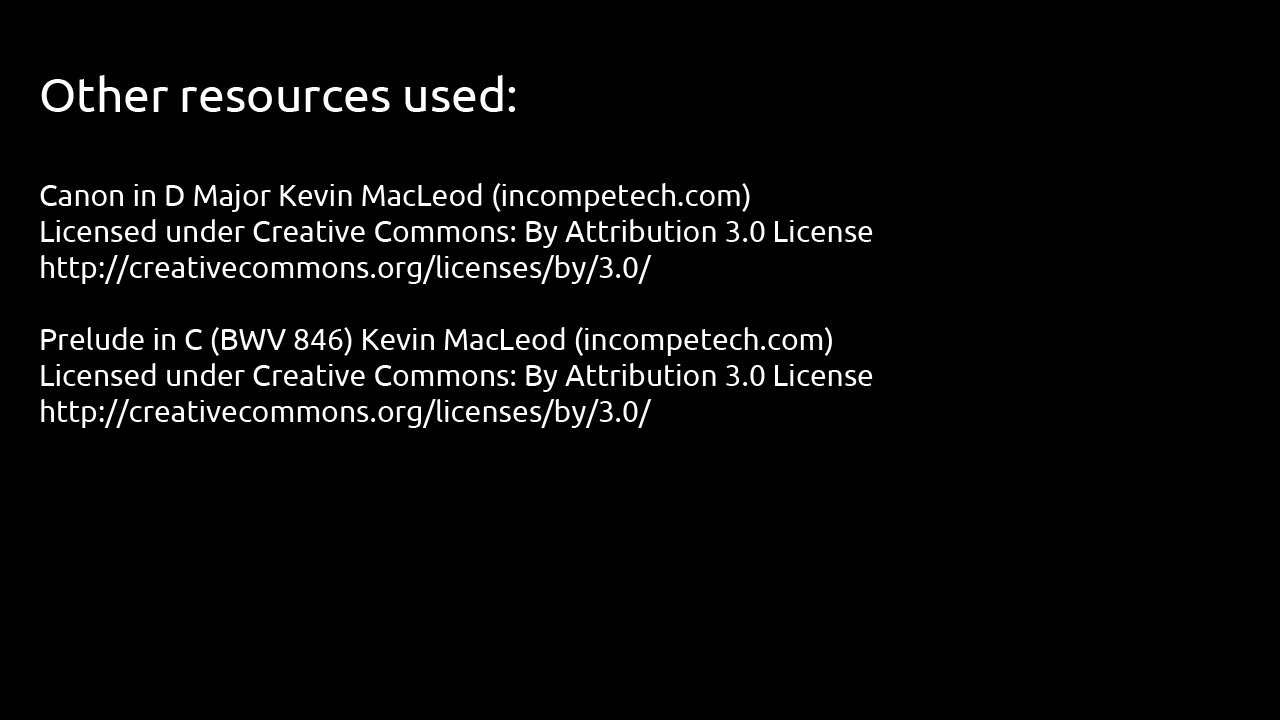 Other resources used:
Canon in D Major Kevin MacLeod (incompetech.com)
Licensed under Creative Commons: By Attribution 3.0 License
http://creativecommons.org/licenses/by/3.0/
Prelude in C (BWV 846) Kevin MacLeod (incompetech.com)
Licensed under Creative Commons: By Attribution 3.0 License
http://creativecommons.org/licenses/by/3.0/